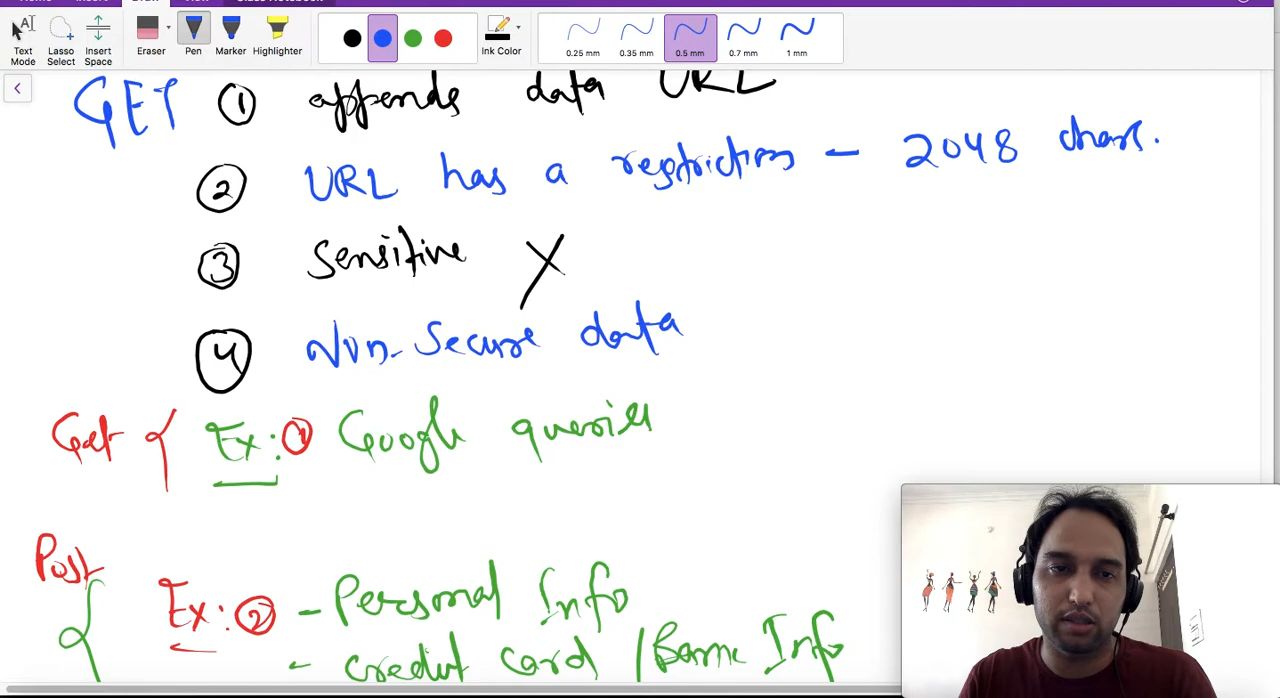 Text Mode
Lasso Select
Insert Space
Eraser
Pen
Marker
Highlighter
Ink Color
0.25 mm
0.35 mm
0.5 mm
0.7 mm
1 mm
GET ① appends data URL
② URL has a restriction - 2048 chars.
③ Sensitive X
④ Non-Secure data
Get { Ex: ① Google queries
Post
{ Ex: ② - Personal Info
- credit card / Bank Info